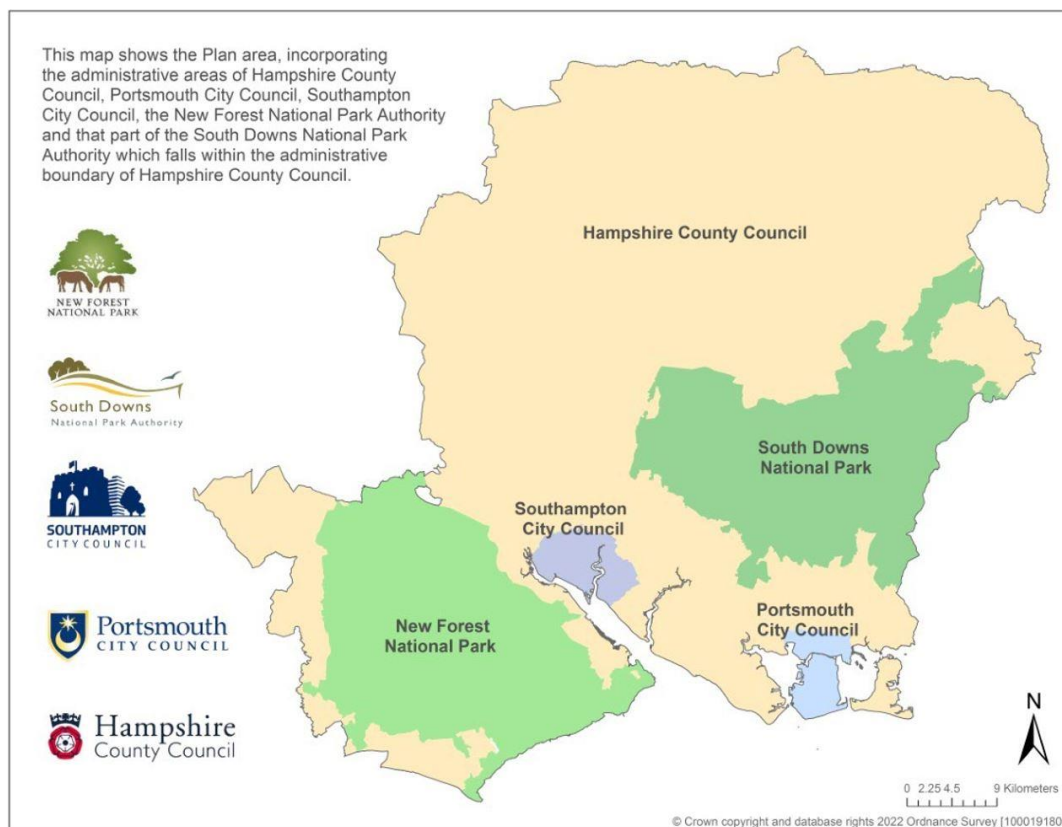 This map shows the Plan area, incorporating
the administrative areas of Hampshire County
Council, Portsmouth City Council, Southampton
City Council, the New Forest National Park Authority
and that part of the South Downs National Park
Authority which falls within the administrative
boundary of Hampshire County Council.
Hampshire County Council
NEW FOREST
NATIONAL PARK
South Downs
National Park Authority
South Downs
National Park
SOUTHAMPTON
CITY COUNCIL
Southampton
City Council
Portsmouth
CITY COUNCIL
Portsmouth
City Council
New Forest
National Park
Hampshire
County Council
N
0 2.25 4.5 9 Kilometers
© Crown copyright and database rights 2022 Ordnance Survey [100019180